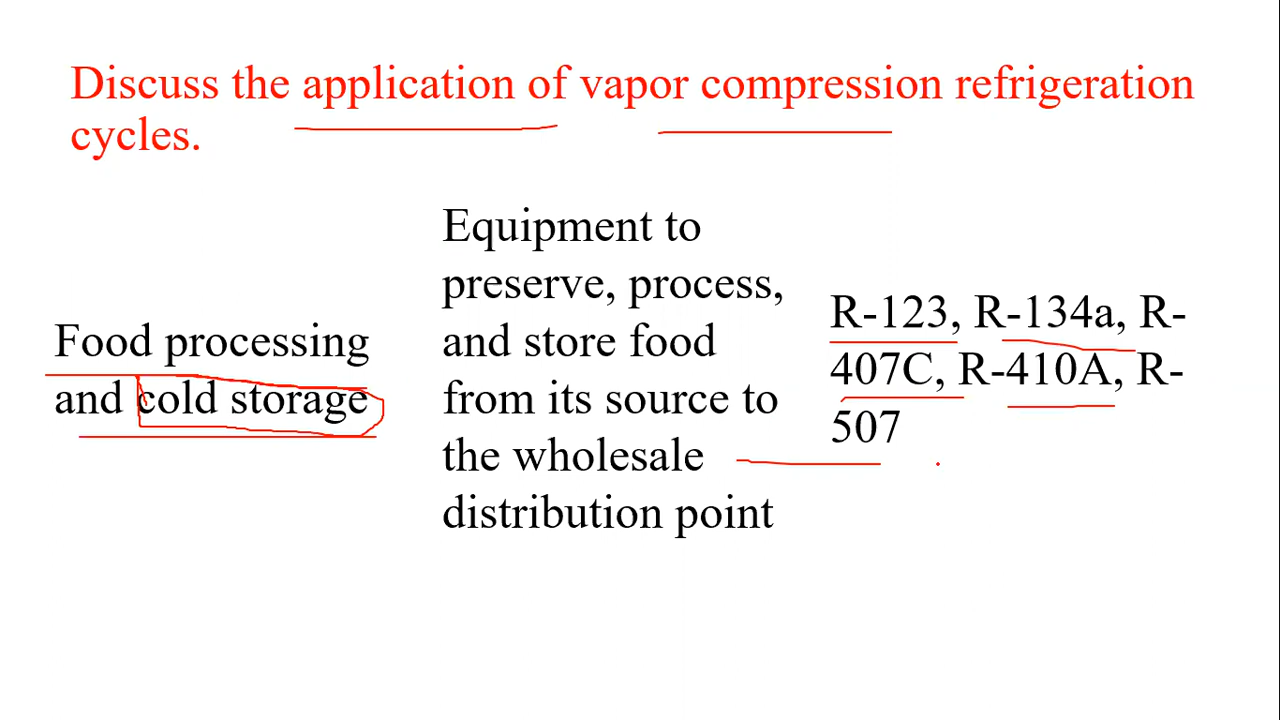 Discuss the application of vapor compression refrigeration
cycles.
Food processing
and cold storage
Equipment to
preserve, process,
and store food
from its source to
the wholesale
distribution point
R-123, R-134a, R-
407C, R-410A, R-
507